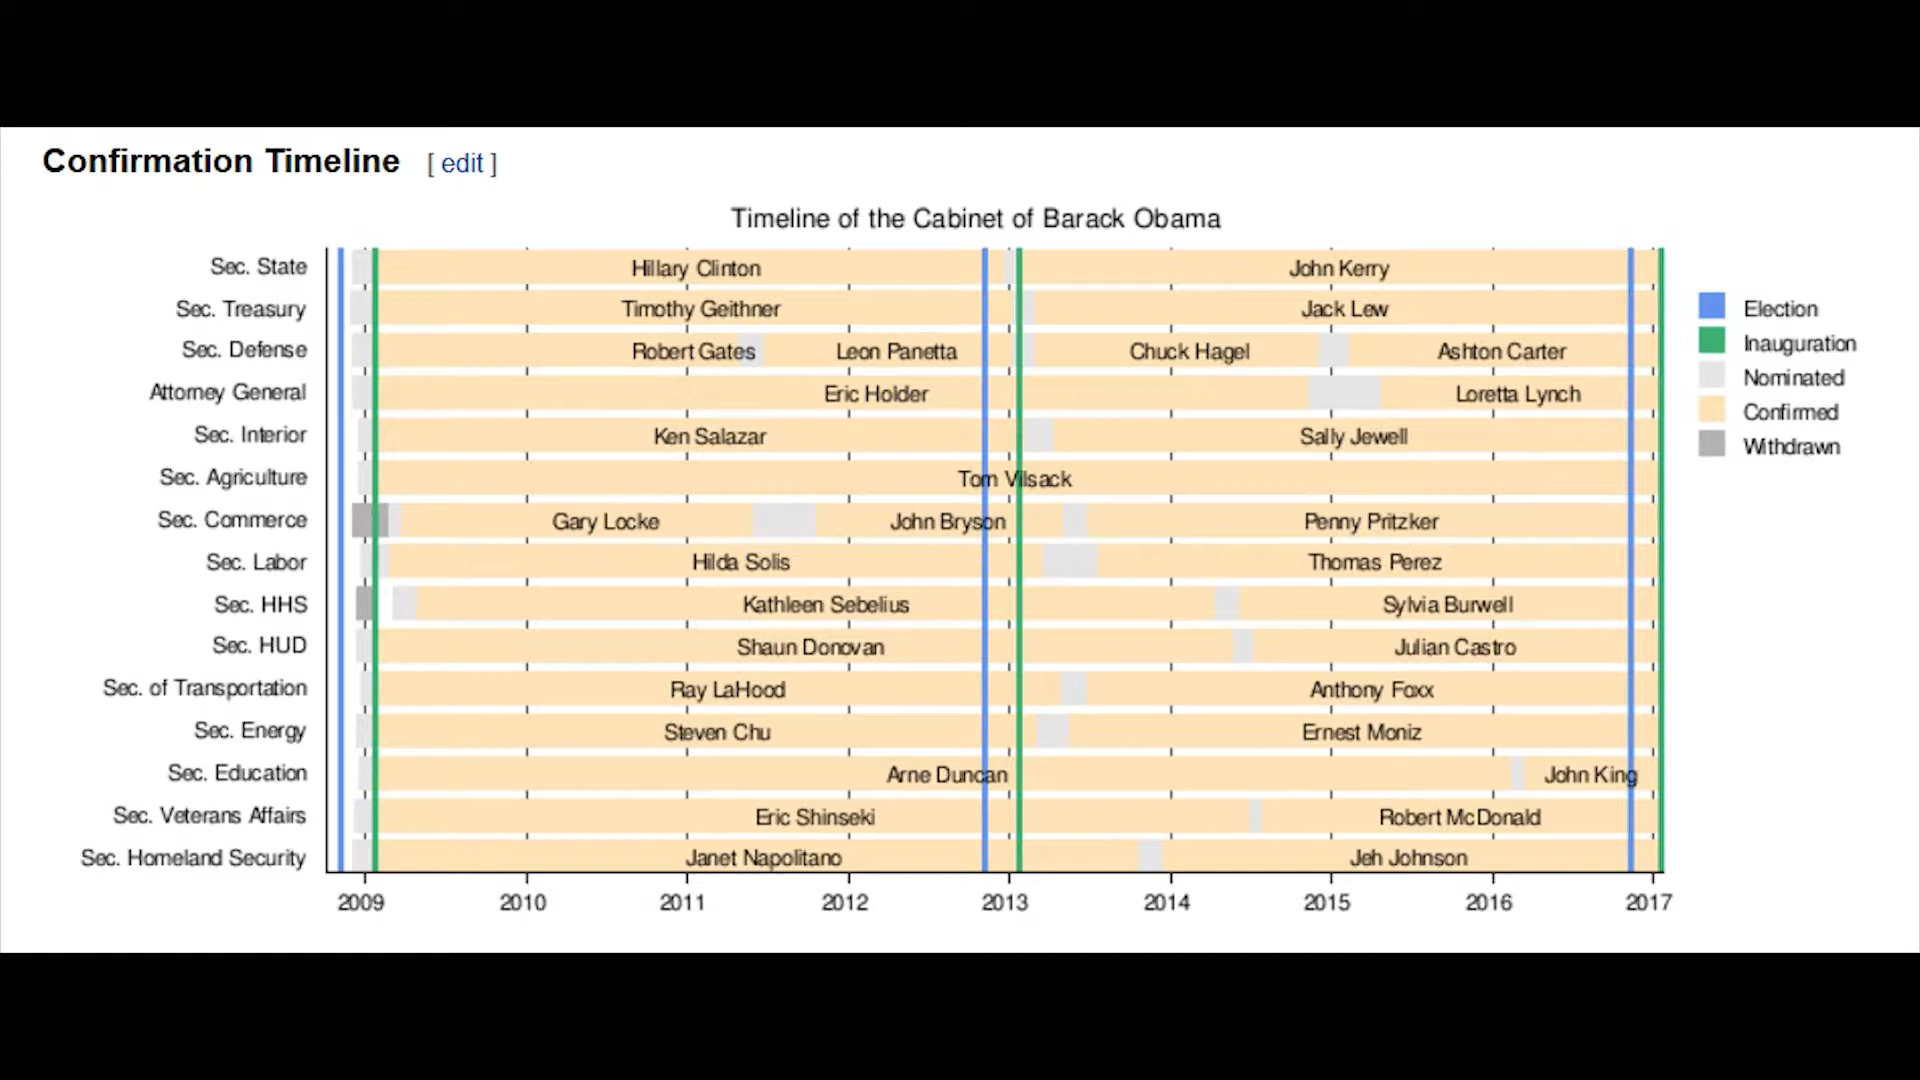 Confirmation Timeline [ edit ]
Timeline of the Cabinet of Barack Obama
Sec. State Hillary Clinton John Kerry
Sec. Treasury Timothy Geithner Jack Lew
Sec. Defense Robert Gates Leon Panetta Chuck Hagel Ashton Carter
Attorney General Eric Holder Loretta Lynch
Sec. Interior Ken Salazar Sally Jewell
Sec. Agriculture Tom Vilsack
Sec. Commerce Gary Locke John Bryson Penny Pritzker
Sec. Labor Hilda Solis Thomas Perez
Sec. HHS Kathleen Sebelius Sylvia Burwell
Sec. HUD Shaun Donovan Julian Castro
Sec. of Transportation Ray LaHood Anthony Foxx
Sec. Energy Steven Chu Ernest Moniz
Sec. Education Arne Duncan John King
Sec. Veterans Affairs Eric Shinseki Robert McDonald
Sec. Homeland Security Janet Napolitano Jeh Johnson
2009 2010 2011 2012 2013 2014 2015 2016 2017
Election
Inauguration
Nominated
Confirmed
Withdrawn